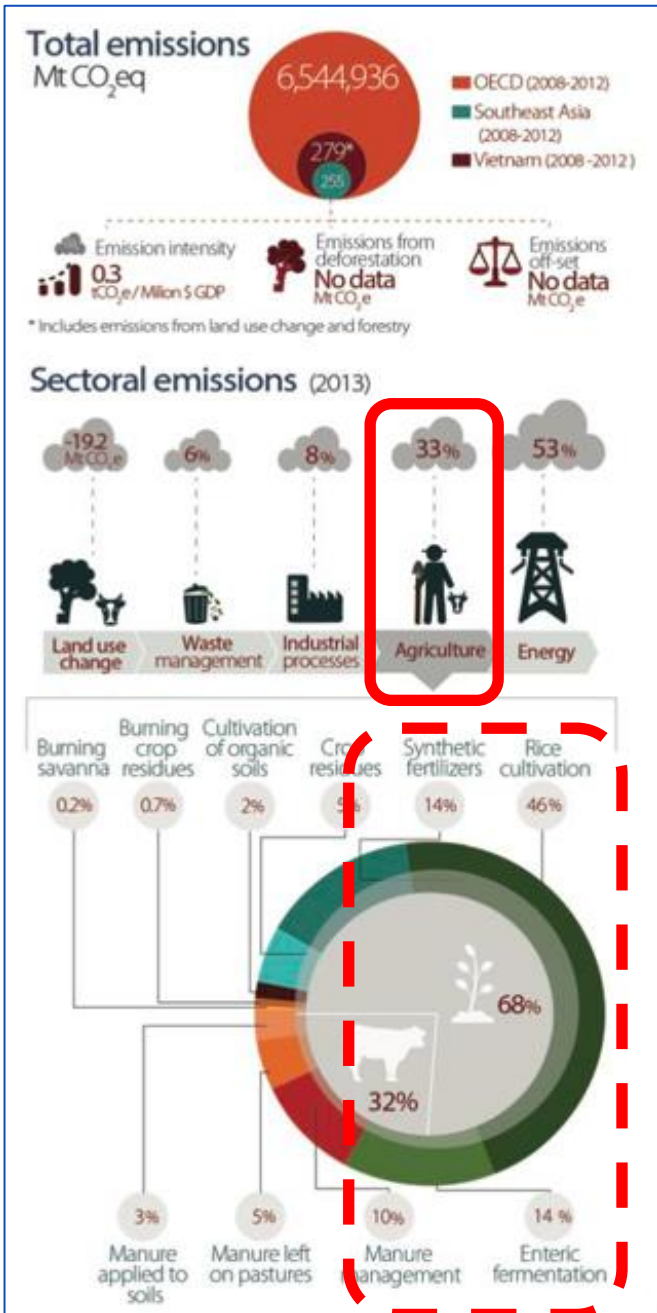 Total emissions
Mt CO₂eq
6,544,936
279*
255
OECD (2008-2012)
Southeast Asia
(2008-2012)
Vietnam (2008 -2012 )
Emission intensity
0.3
tCO₂e / Milion $ GDP
Emissions from
deforestation
No data
Mt CO₂e
Emissions
off-set
No data
Mt CO₂e
* Includes emissions from land use change and forestry
Sectoral emissions (2013)
-19.2
Mt CO₂e
6%
8%
33%
53%
Land use
change
Waste
management
Industrial
processes
Agriculture
Energy
Burning
savanna
Burning
crop
residues
Cultivation
of organic
soils
Crop
residues
Synthetic
fertilizers
Rice
cultivation
0.2%
0.7%
2%
5%
14%
46%
68%
32%
3%
5%
10%
14 %
Manure
applied to
soils
Manure left
on pastures
Manure
management
Enteric
fermentation